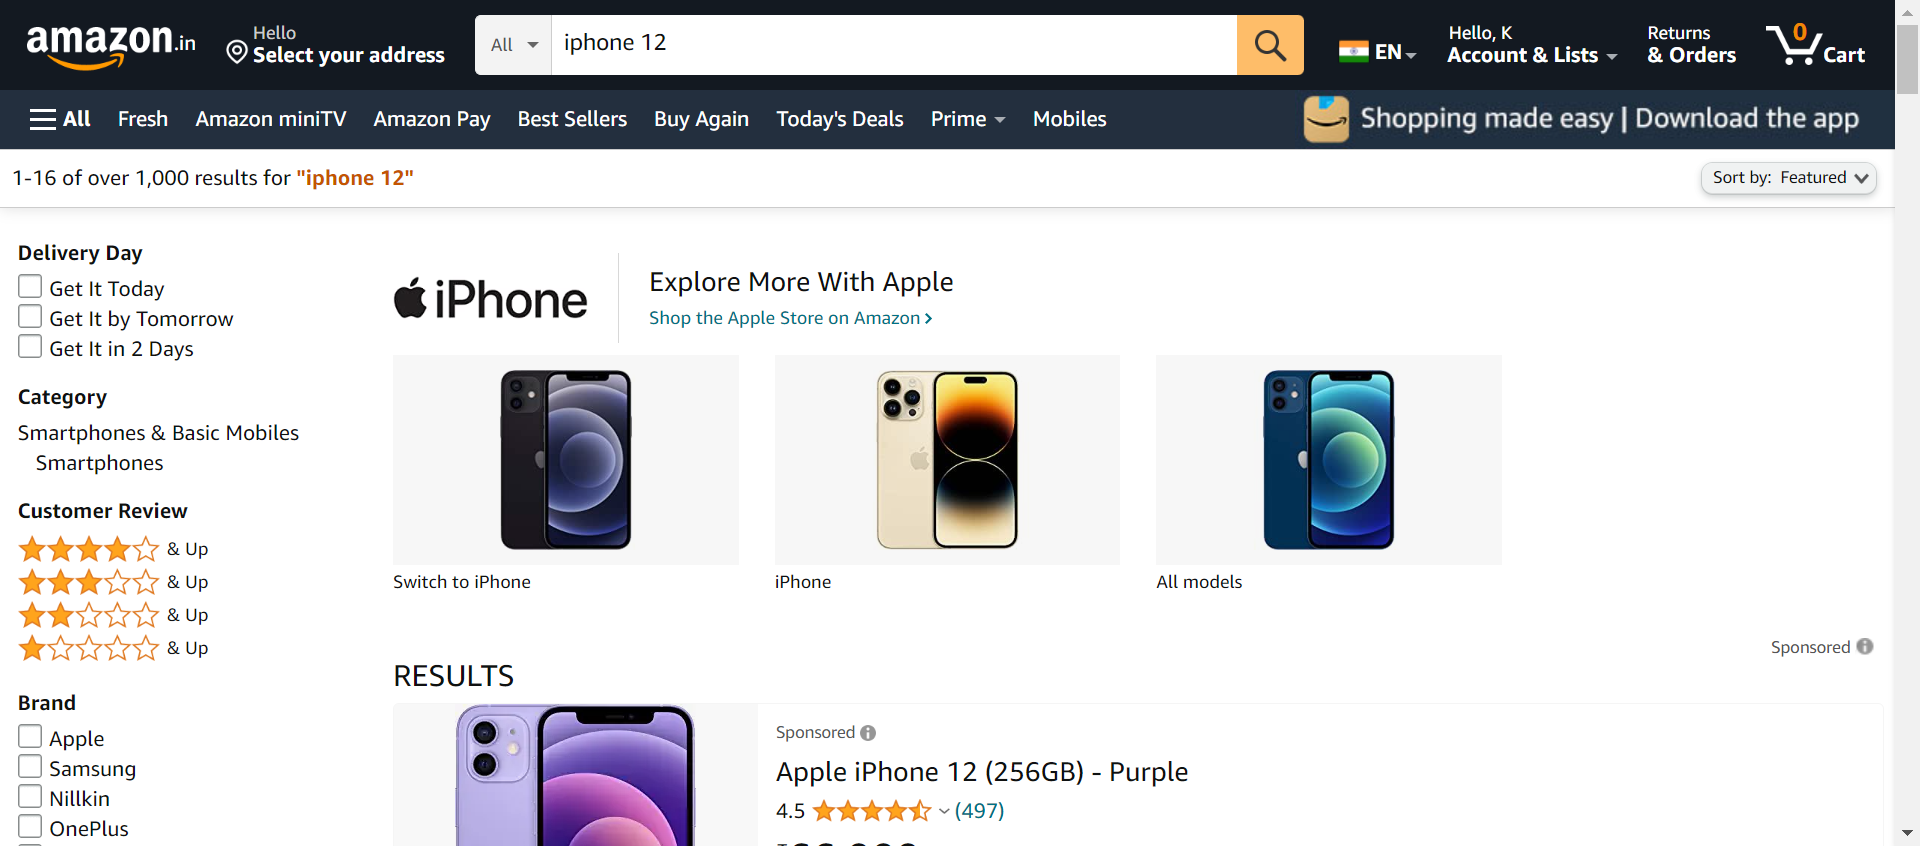 amazon.in
Hello
Select your address
All
iphone 12
EN
Hello, K
Account & Lists
Returns
& Orders
0
Cart
All
Fresh
Amazon miniTV
Amazon Pay
Best Sellers
Buy Again
Today's Deals
Prime
Mobiles
Shopping made easy | Download the app
1-16 of over 1,000 results for "iphone 12"
Sort by: Featured
Delivery Day
Get It Today
Get It by Tomorrow
Get It in 2 Days
Category
Smartphones & Basic Mobiles
Smartphones
Customer Review
& Up
& Up
& Up
& Up
Brand
Apple
Samsung
Nillkin
OnePlus
iPhone
Explore More With Apple
Shop the Apple Store on Amazon ›
Switch to iPhone
iPhone
All models
Sponsored
RESULTS
Sponsored
Apple iPhone 12 (256GB) - Purple
4.5
(497)